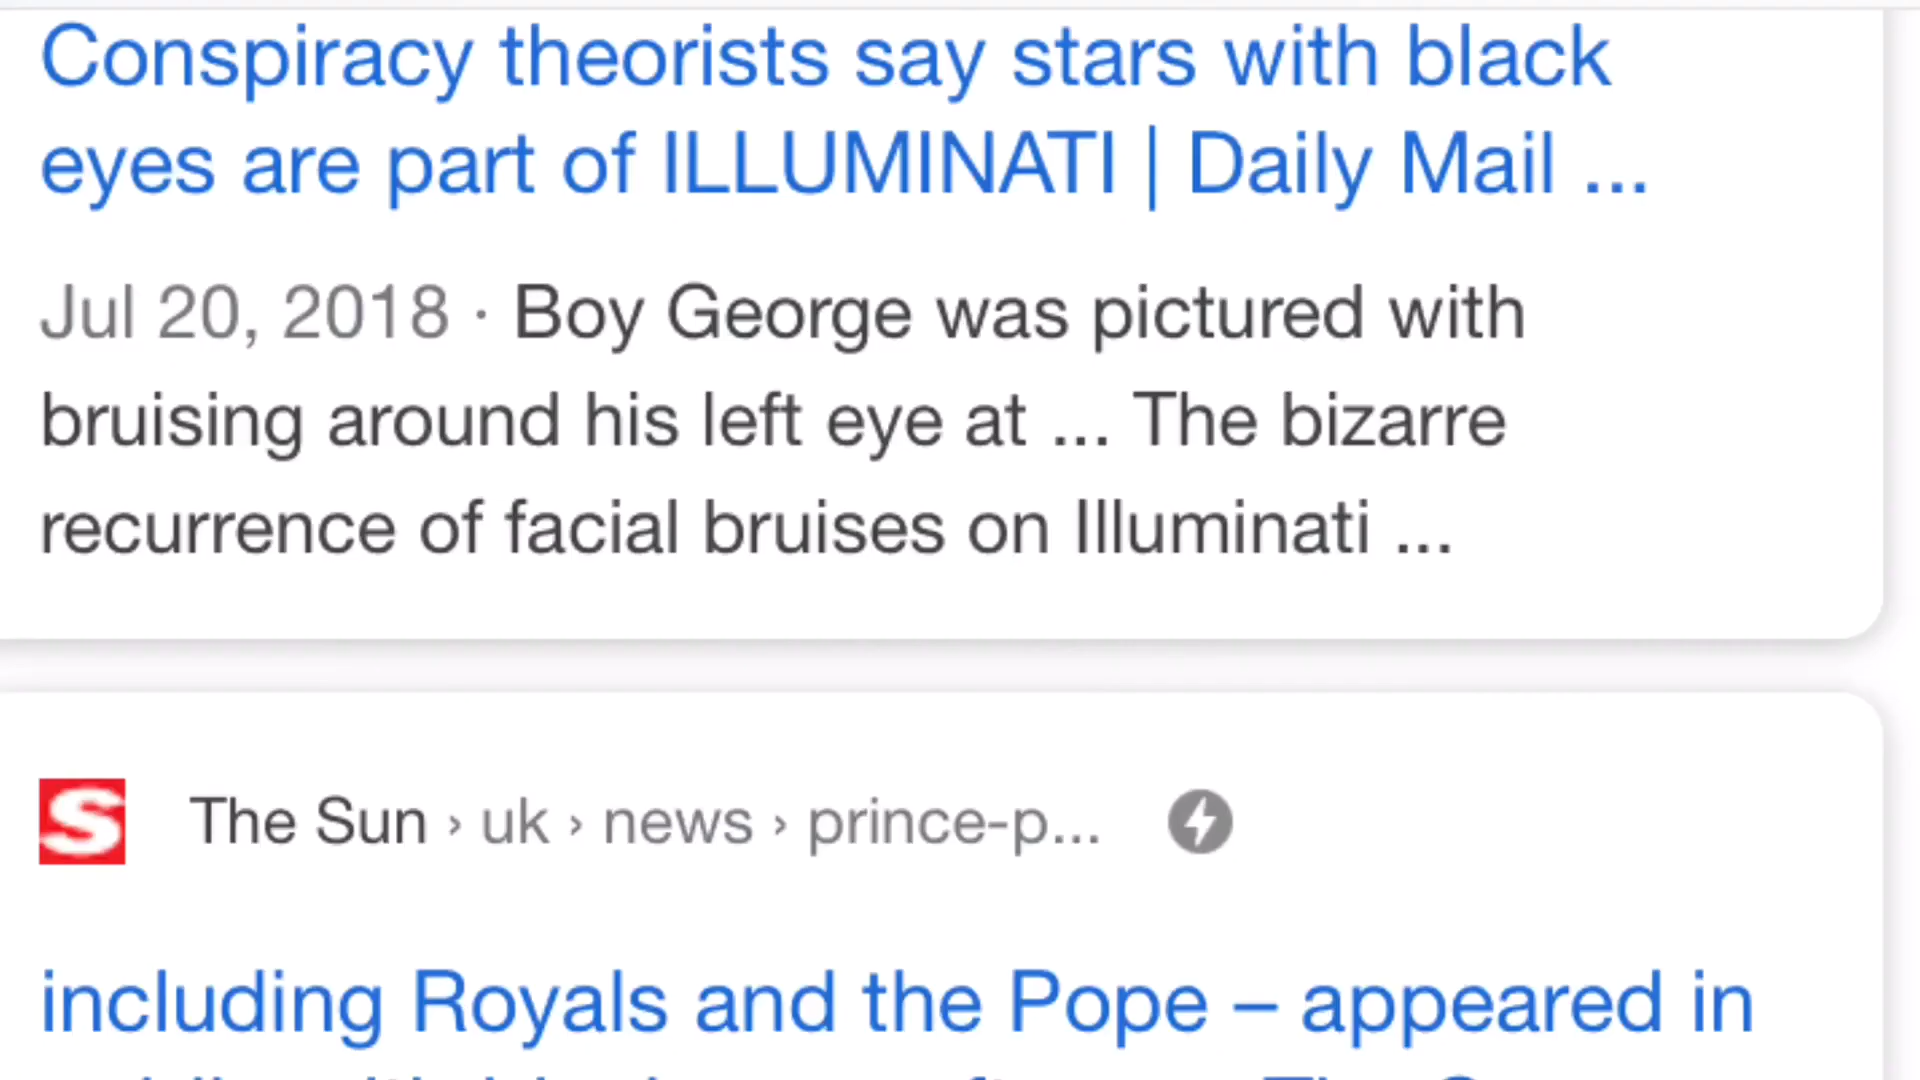 Conspiracy theorists say stars with black
eyes are part of ILLUMINATI | Daily Mail ...
Jul 20, 2018 · Boy George was pictured with
bruising around his left eye at ... The bizarre
recurrence of facial bruises on Illuminati ...
S The Sun › uk › news › prince-p...
including Royals and the Pope – appeared in